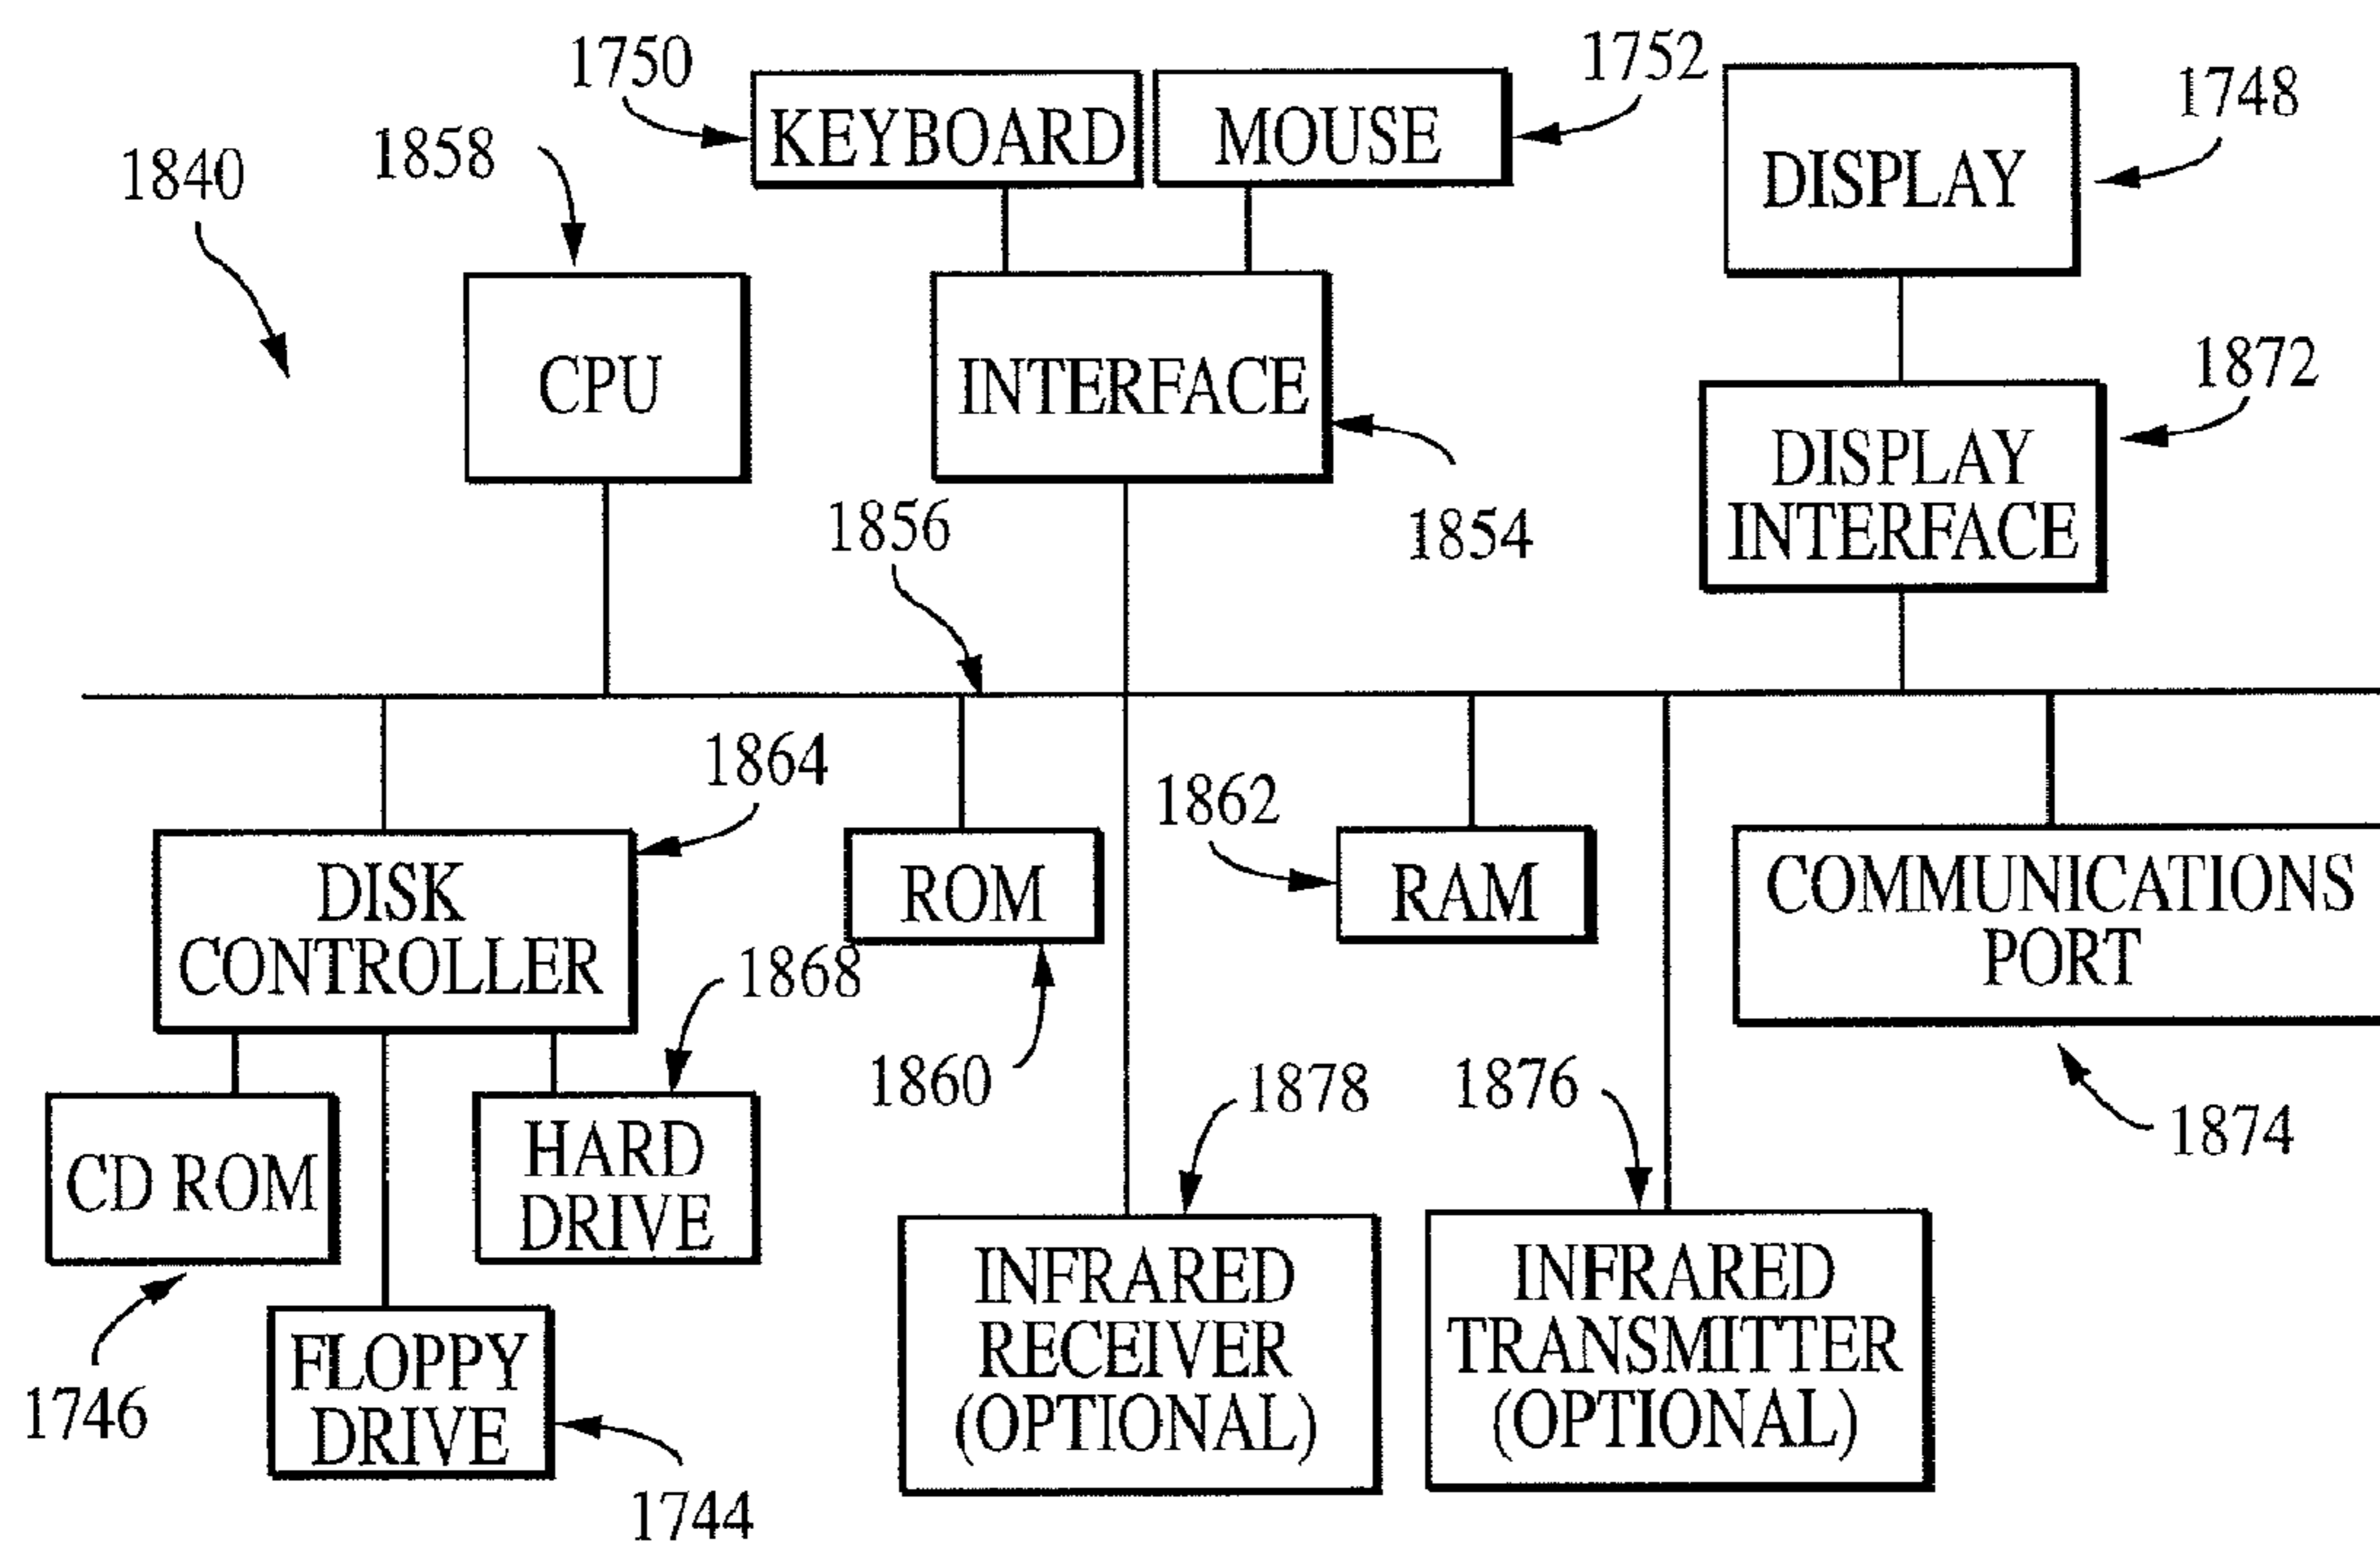 1750
KEYBOARD
MOUSE
1752
1748
DISPLAY
1840
1858
CPU
INTERFACE
1854
1872
DISPLAY
INTERFACE
1856
1864
DISK
CONTROLLER
1868
ROM
1860
1862
RAM
COMMUNICATIONS
PORT
1874
CD ROM
1746
HARD
DRIVE
FLOPPY
DRIVE
1744
1878
INFRARED
RECEIVER
(OPTIONAL)
1876
INFRARED
TRANSMITTER
(OPTIONAL)